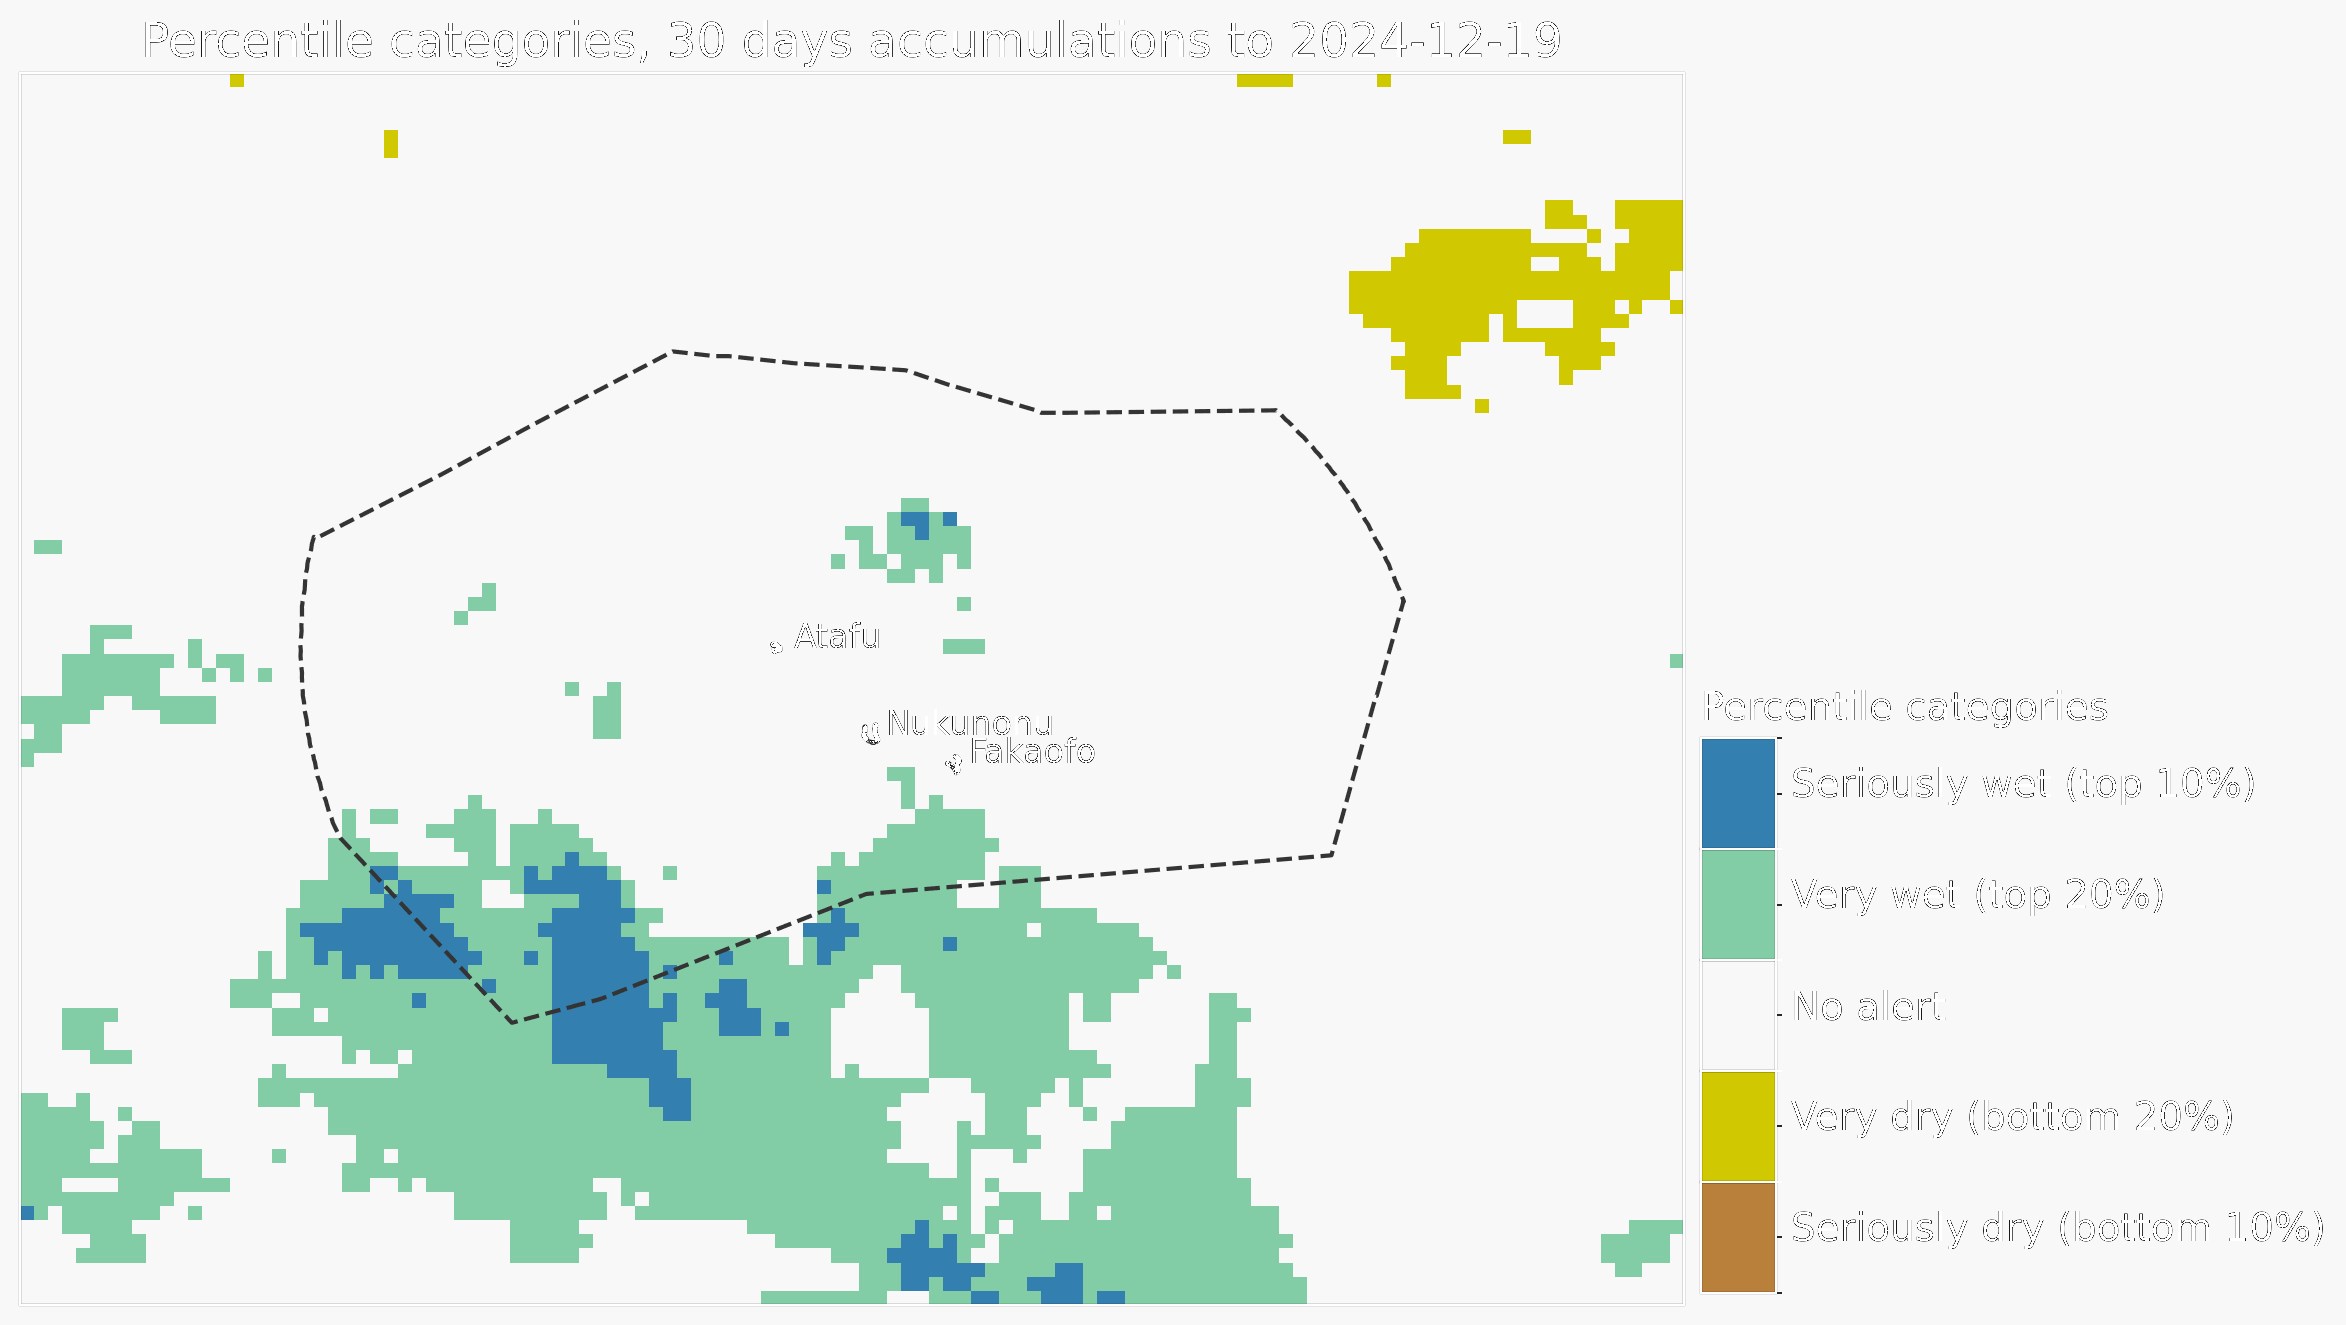 Percentile categories, 30 days accumulations to 2024-12-19
Atafu
Nukunonu
Fakaofo
Percentile categories
Seriously wet (top 10%)
Very wet (top 20%)
No alert
Very dry (bottom 20%)
Seriously dry (bottom 10%)